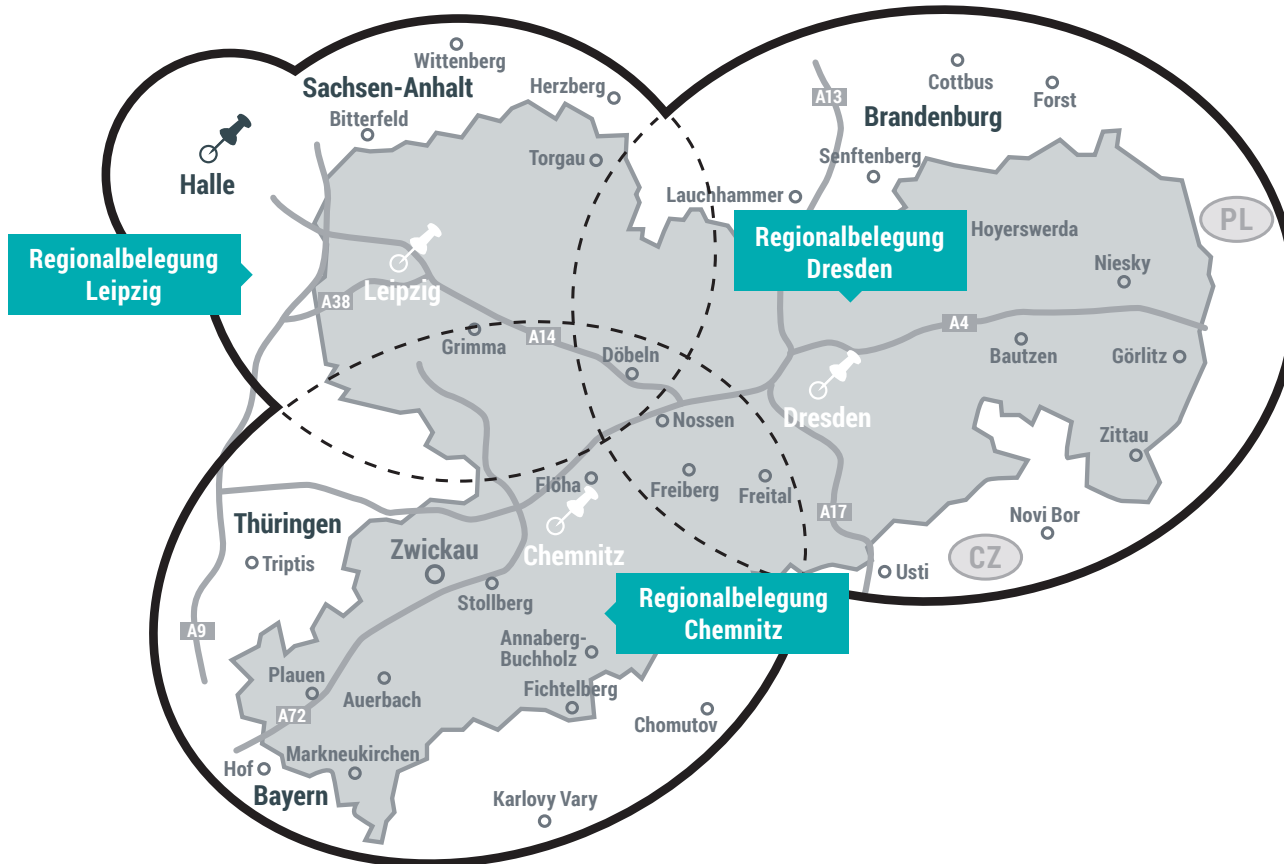 Wittenberg
Sachsen-Anhalt
Herzberg
Bitterfeld
Cottbus
Forst
A13
Brandenburg
Torgau
Senftenberg
Halle
Lauchhammer
PL
Regionalbelegung
Dresden
Hoyerswerda
Regionalbelegung
Leipzig
Niesky
Leipzig
A38
A14
A4
Grimma
Döbeln
Bautzen
Görlitz
Dresden
Nossen
Zittau
Flöha
Freiberg
Freital
A17
Novi Bor
Thüringen
Zwickau
Chemnitz
CZ
Triptis
Usti
Stollberg
Regionalbelegung
Chemnitz
A9
Annaberg-
Buchholz
Plauen
Auerbach
Fichtelberg
A72
Chomutov
Markneukirchen
Hof
Bayern
Karlovy Vary